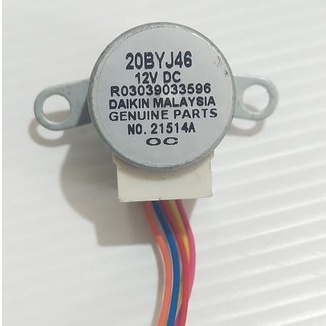 20BYJ46
12V DC
R03039033596
DAIKIN MALAYSIA
GENUINE PARTS
NO. 21514A
OC